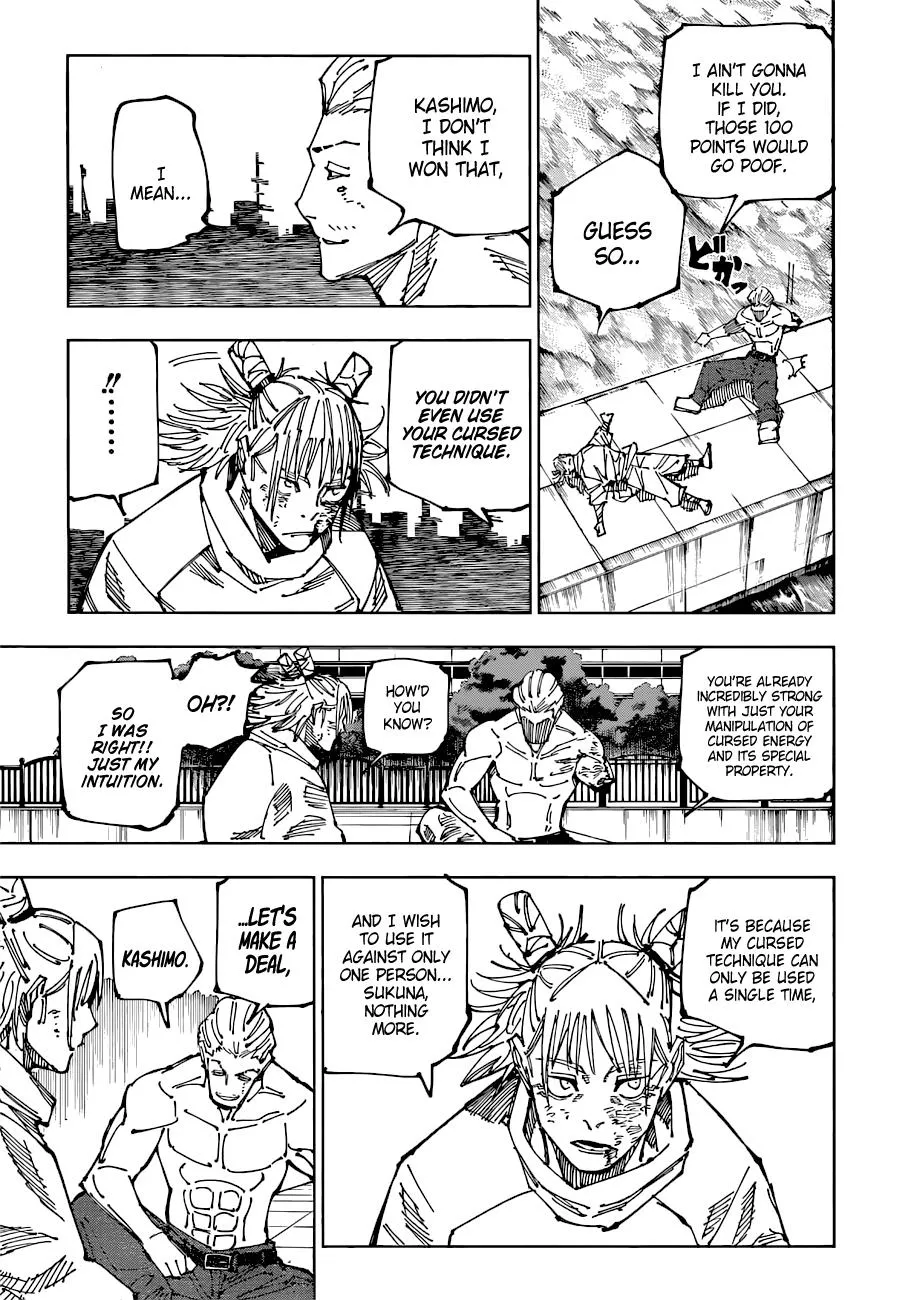 I AIN'T GONNA
KILL YOU.
IF I DID,
THOSE 100
POINTS WOULD
GO POOF.
GUESS
SO...
どかっ
KASHIMO,
I DON'T
THINK I
WON THAT,
I
MEAN...
YOU DIDN'T
EVEN USE
YOUR CURSED
TECHNIQUE.
!! ......
YOU'RE ALREADY
INCREDIBLY STRONG
WITH JUST YOUR
MANIPULATION OF
CURSED ENERGY
AND ITS SPECIAL
PROPERTY.
HOW'D
YOU
KNOW?
OH?!
SO
I WAS
RIGHT!!
JUST MY
INTUITION.
IT'S BECAUSE
MY CURSED
TECHNIQUE CAN
ONLY BE USED
A SINGLE TIME,
AND I WISH
TO USE IT
AGAINST ONLY
ONE PERSON...
SUKUNA,
NOTHING
MORE.
...LET'S
MAKE A
DEAL,
KASHIMO.